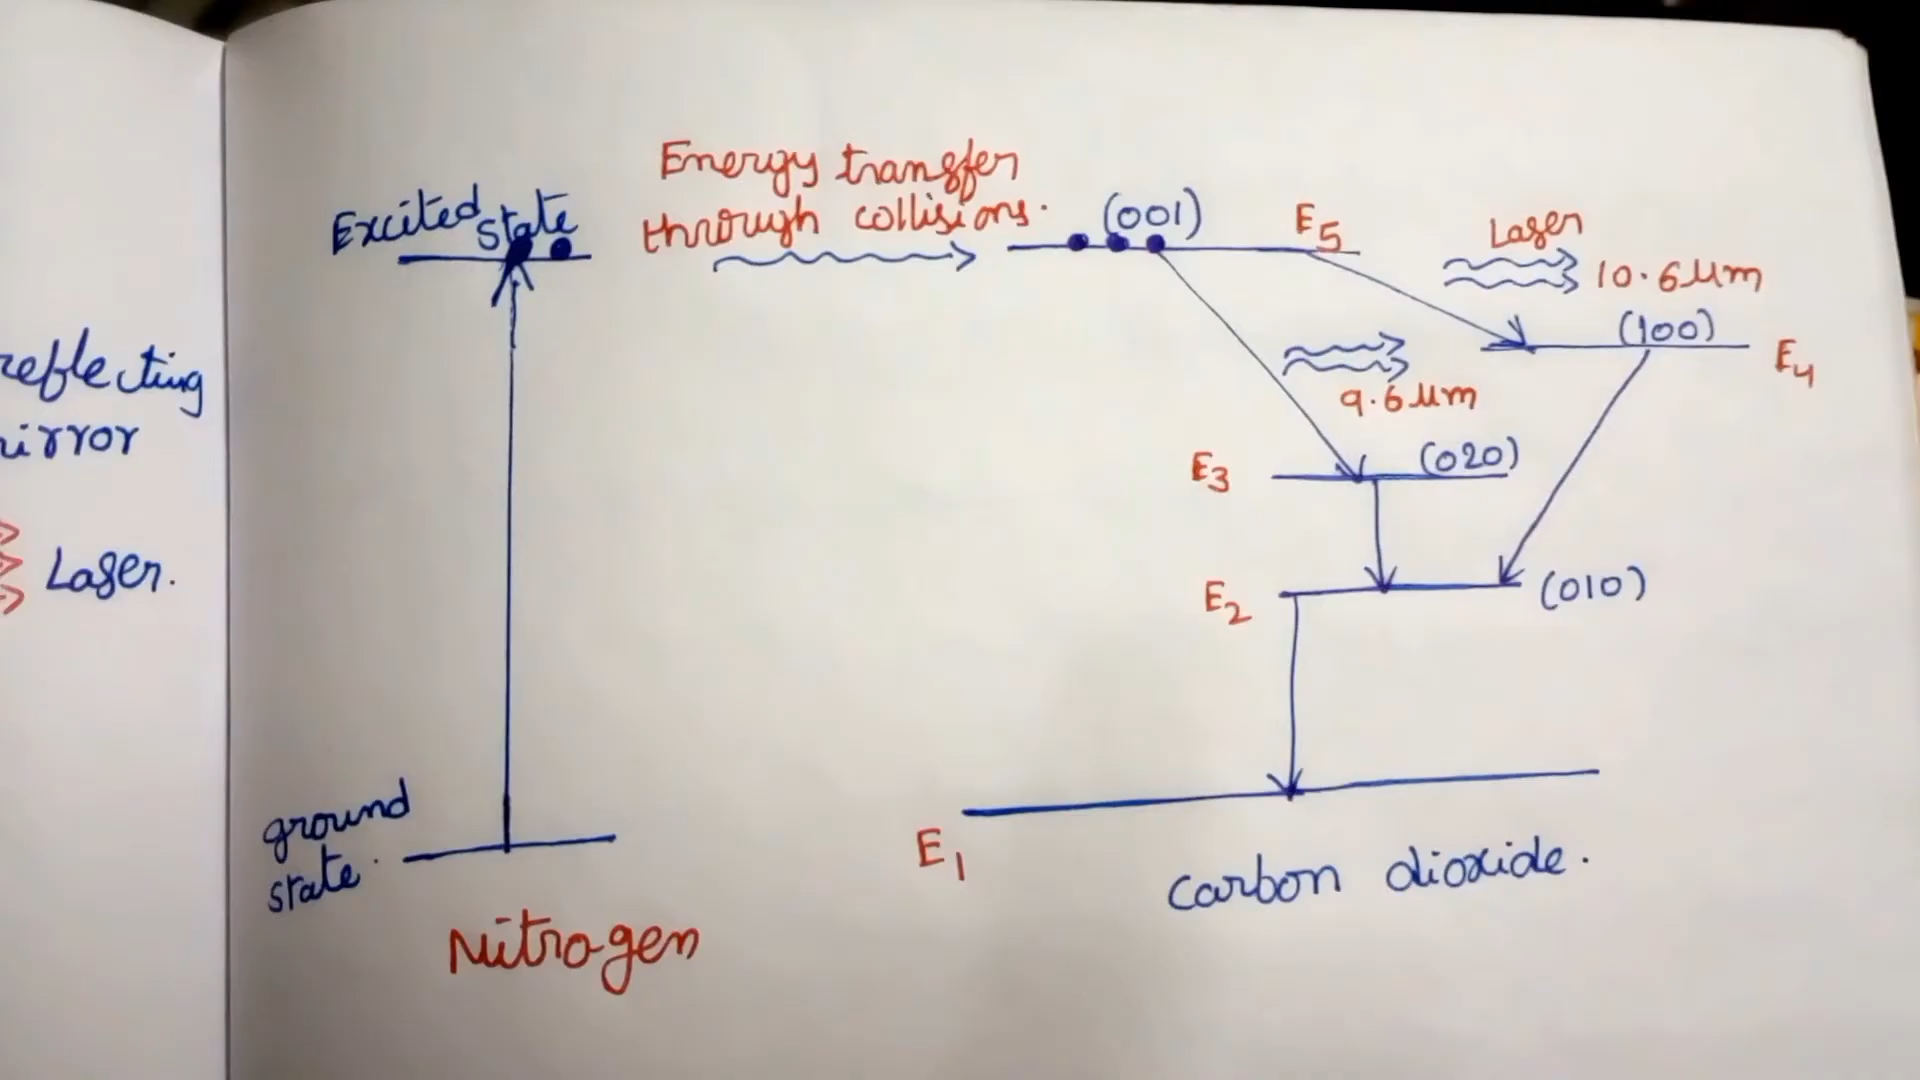 reflecting
Laser.
Excited State
Energy transfer
through collisions.
(001)
E5
Laser
10.6 μm
(100)
E4
9.6 μm
E3
(020)
E2
(010)
ground
state.
E1
Carbon dioxide.
Nitrogen